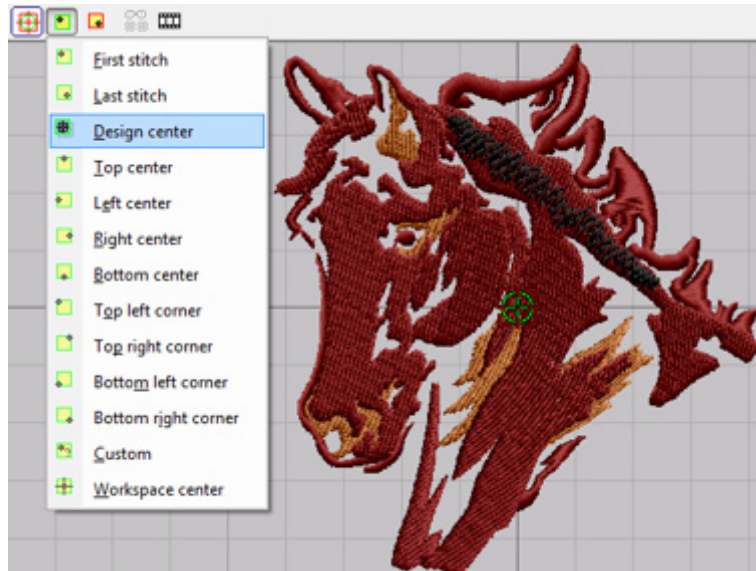 First stitch
Last stitch
Design center
Top center
Left center
Right center
Bottom center
Top left corner
Top right corner
Bottom left corner
Bottom right corner
Custom
Workspace center